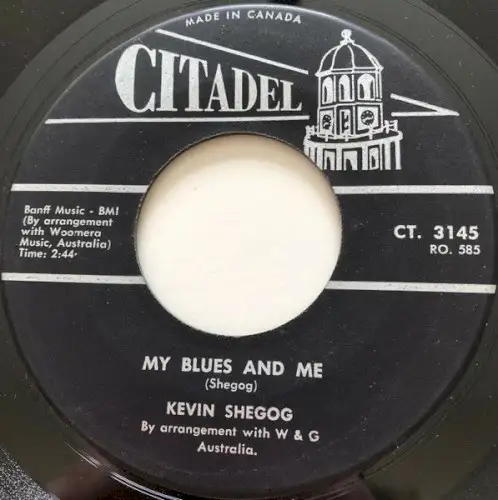 MADE IN CANADA
CITADEL
Banff Music - BMI
(By arrangement
with Woomera
Music, Australia)
Time: 2:44
CT. 3145
RO. 585
MY BLUES AND ME
(Shegog)
KEVIN SHEGOG
By arrangement with W & G
Australia.